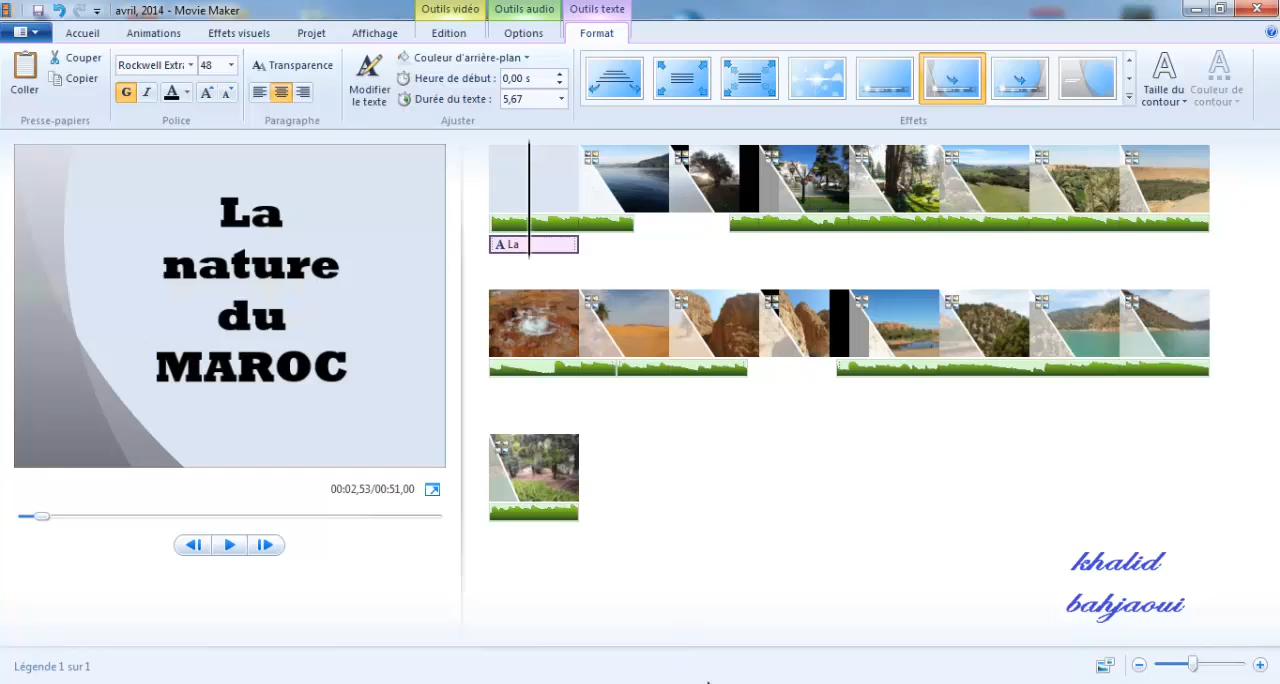 avril, 2014 - Movie Maker
Outils vidéo
Outils audio
Outils texte
Accueil
Animations
Effets visuels
Projet
Affichage
Edition
Options
Format
Coller
Couper
Copier
Presse-papiers
Rockwell Extra
48
G I A A A
Police
Transparence
Paragraphe
Modifier
le texte
Couleur d'arrière-plan
Heure de début : 0,00s
Durée du texte : 5,67
Ajuster
Effets
Taille du
contour
Couleur de
contour
La
nature
du
MAROC
A La
00:02,53/00:51,00
khalid
bahjaoui
Légende 1 sur 1